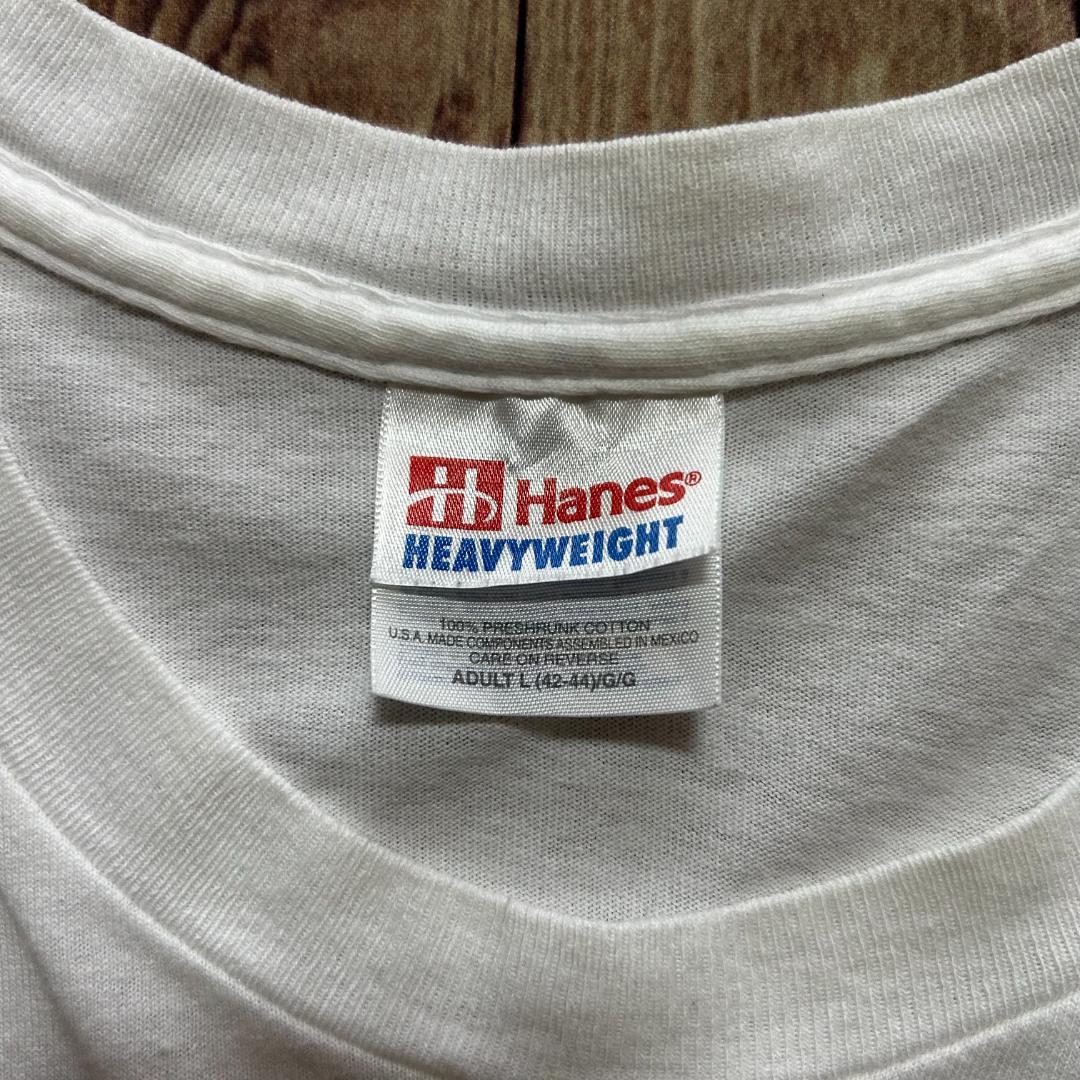 Hanes®
HEAVYWEIGHT
100% PRESHRUNK COTTON
U.S.A. MADE COMPONENTS ASSEMBLED IN MEXICO
CARE ON REVERSE
ADULT L (42-44)/G/G